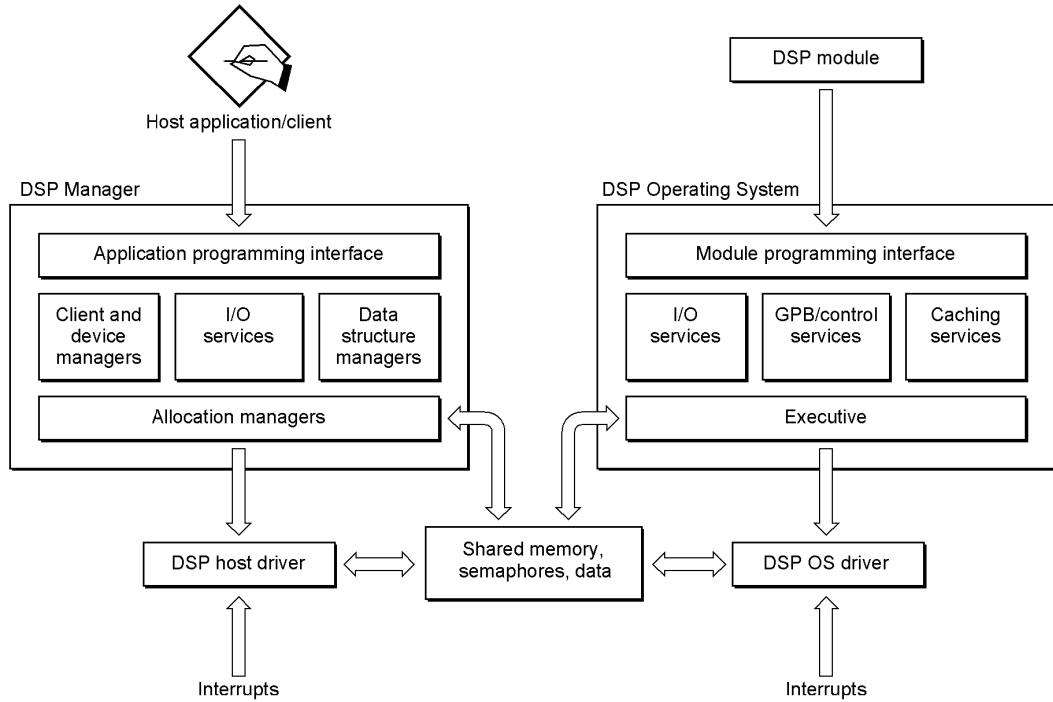 DSP module
Host application/client
DSP Manager
DSP Operating System
Application programming interface
Module programming interface
Client and
device
managers
I/O
services
Data
structure
managers
I/O
services
GPB/control
services
Caching
services
Allocation managers
Executive
DSP host driver
Shared memory,
semaphores, data
DSP OS driver
Interrupts
Interrupts